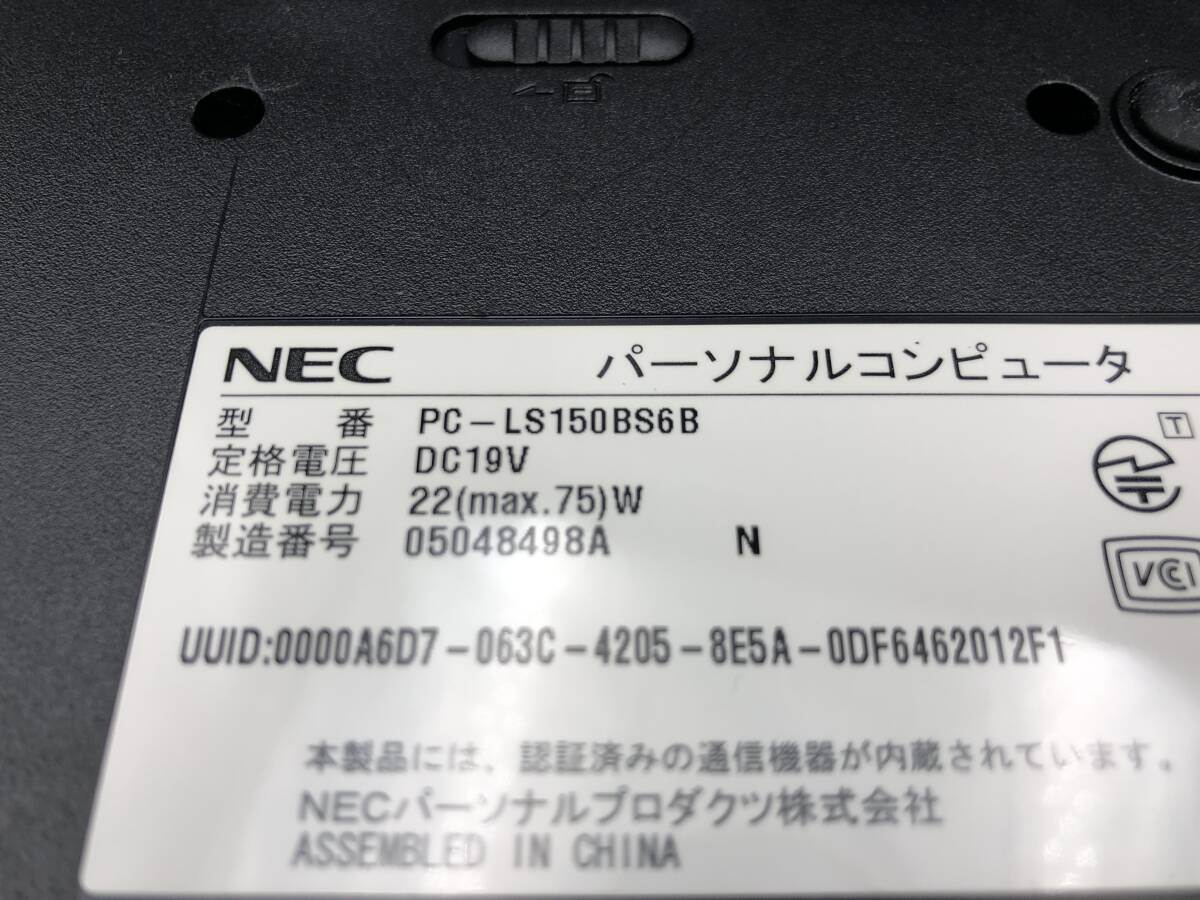 NEC パーソナルコンピュータ
型 番 PC-LS150BS6B
定格電圧 DC19V
消費電力 22(max.75)W
製造番号 05048498A N
T
VCI
UUID:0000A6D7-063C-4205-8E5A-0DF6462012F1
本製品には、認証済みの通信機器が内蔵されています。
NECパーソナルプロダクツ株式会社
ASSEMBLED IN CHINA